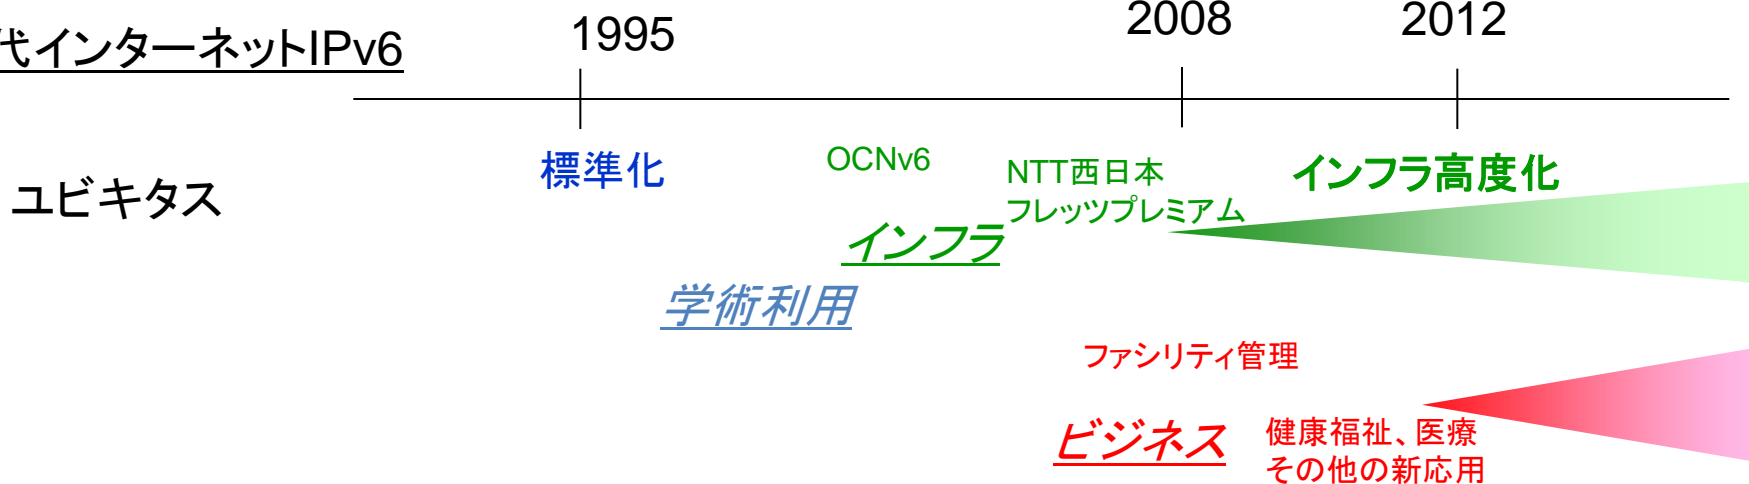 代インターネットIPv6
1995
2008
2012
標準化
OCNv6
NTT西日本
フレッツプレミアム
インフラ高度化
ユビキタス
インフラ
学術利用
ファシリティ管理
ビジネス
健康福祉、医療
その他の新応用